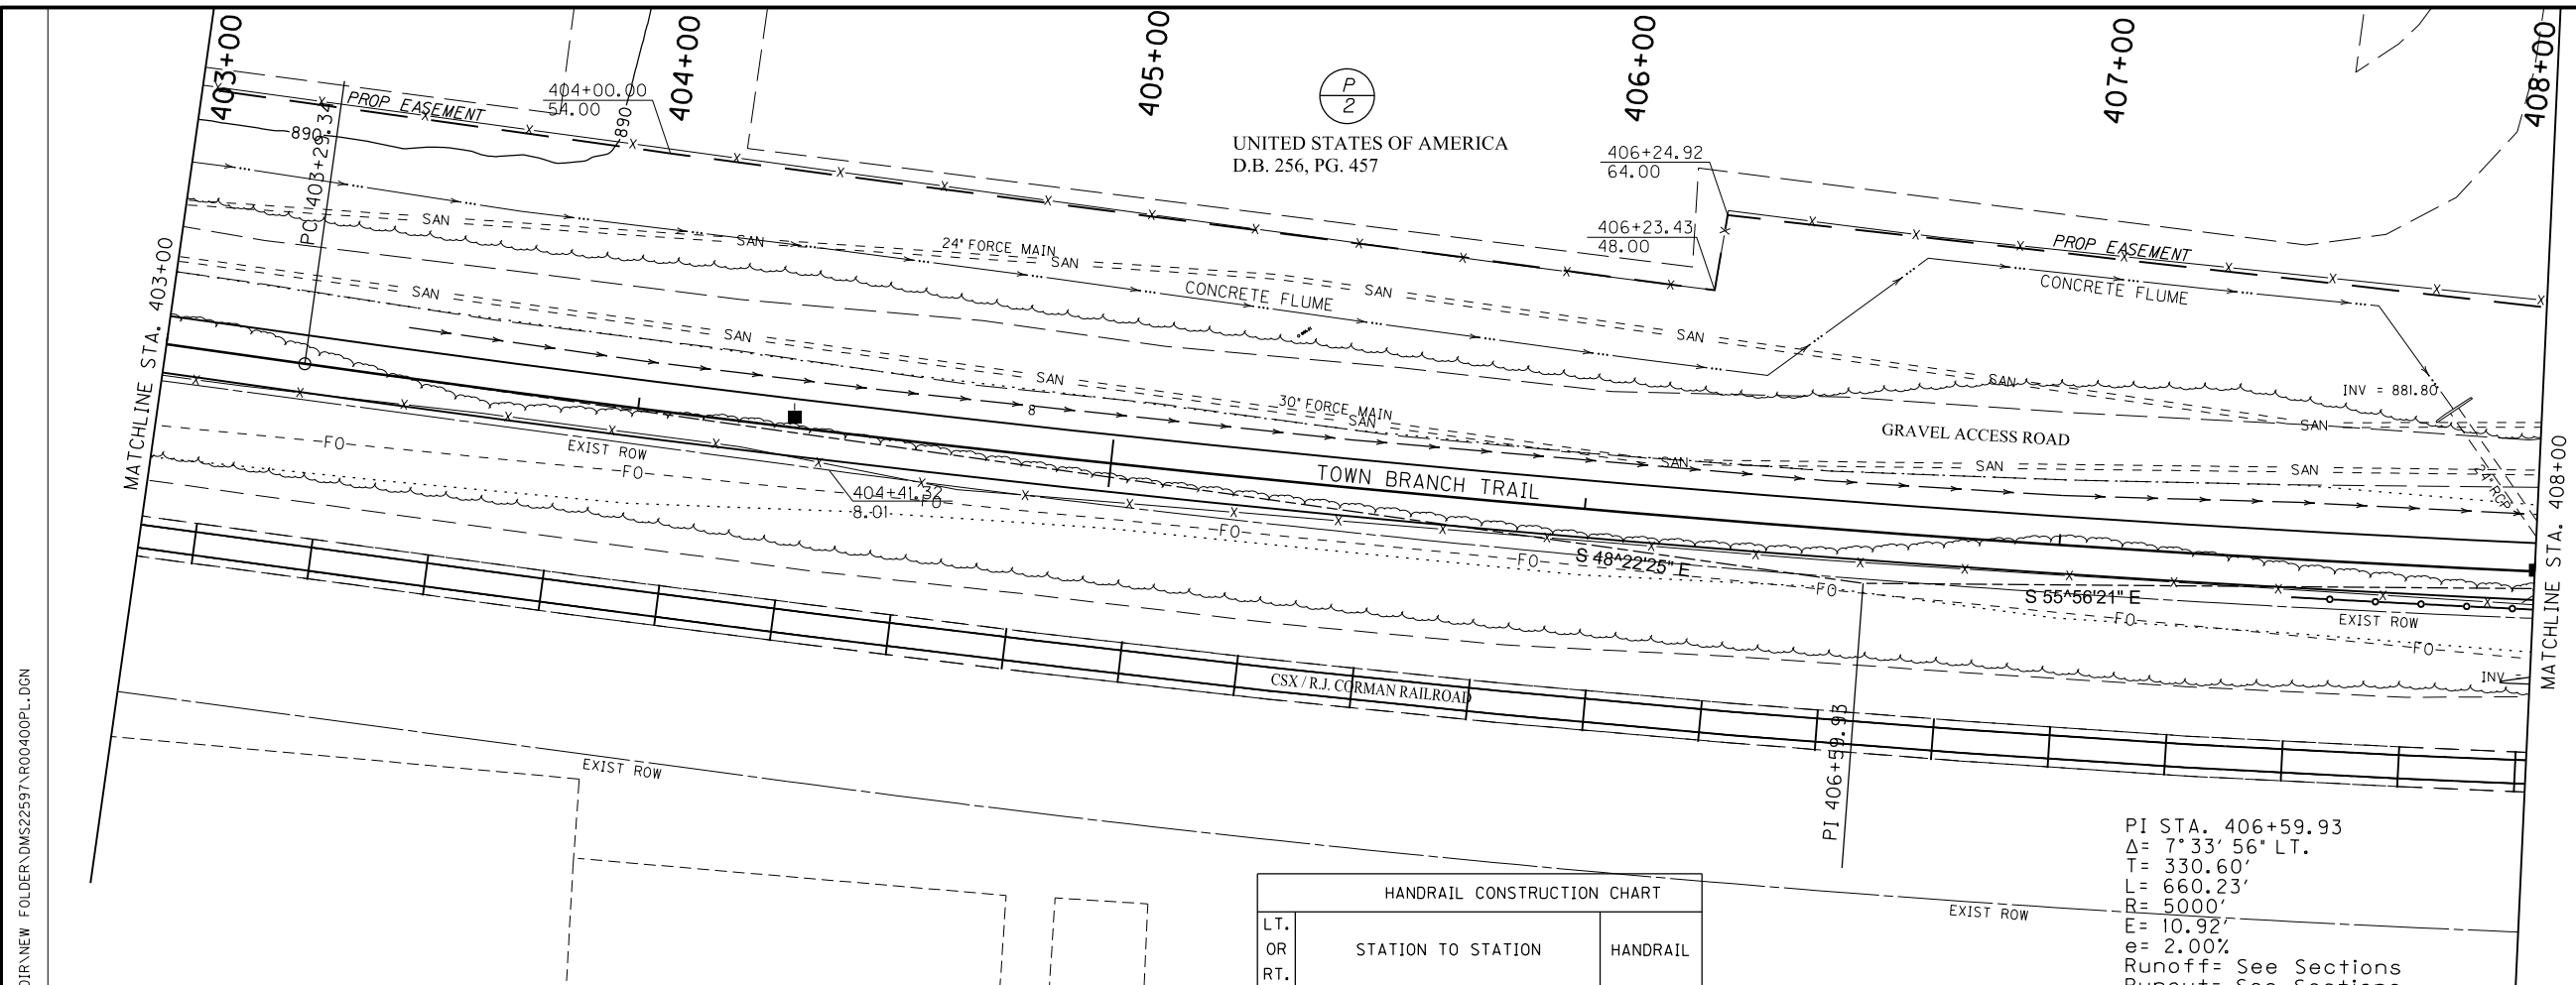 403+00
404+00
405+00
406+00
407+00
408+00
PROP EASEMENT
404+00.00
54.00
890
890
PC 403+29.34
P
2
UNITED STATES OF AMERICA
D.B. 256, PG. 457
406+24.92
64.00
406+23.43
48.00
PROP EASEMENT
CONCRETE FLUME
SAN
SAN
24" FORCE MAIN
SAN
SAN
CONCRETE FLUME
SAN
SAN
SAN
INV = 881.80
MATCHLINE STA. 403+00
SAN
SAN
SAN
8
30" FORCE MAIN
SAN
SAN
GRAVEL ACCESS ROAD
SAN
SAN
24" RCP
TOWN BRANCH TRAIL
EXIST ROW
FO
FO
404+41.32
8.01
FO
FO
FO
S 48^22'25" E
FO
S 55^56'21" E
FO
EXIST ROW
FO
INV =
MATCHLINE STA. 408+00
CSX / R.J. CORMAN RAILROAD
PI 406+59.93
EXIST ROW
EXIST ROW
PI STA. 406+59.93
Δ= 7°33'56" LT.
T= 330.60'
L= 660.23'
R= 5000'
E= 10.92'
e= 2.00%
Runoff= See Sections
Runout= See Sections
HANDRAIL CONSTRUCTION CHART
LT.
OR
RT.
STATION TO STATION
HANDRAIL
DIR\NEW FOLDER\DMS22597\R00400PL.DGN